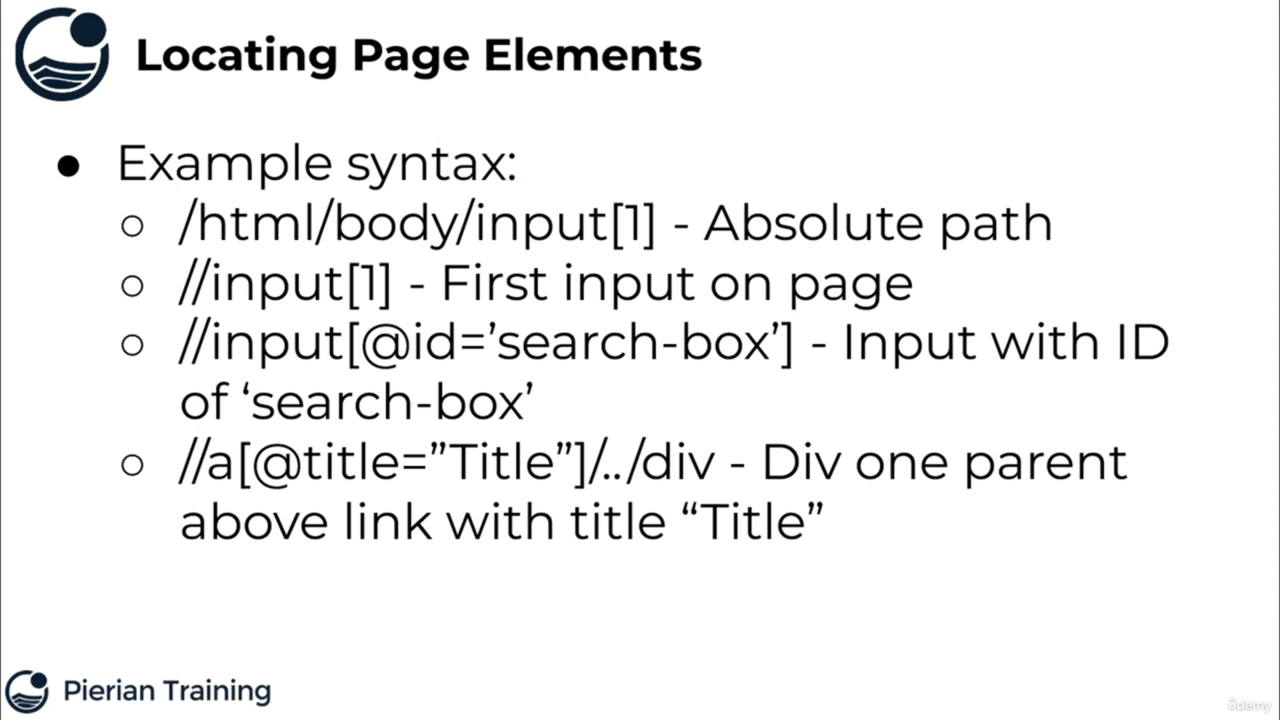 Locating Page Elements
● Example syntax:
○ /html/body/input[1] - Absolute path
○ //input[1] - First input on page
○ //input[@id=’search-box’] - Input with ID
of ‘search-box’
○ //a[@title=”Title”]/../div - Div one parent
above link with title “Title”
Pierian Training
ûdemy